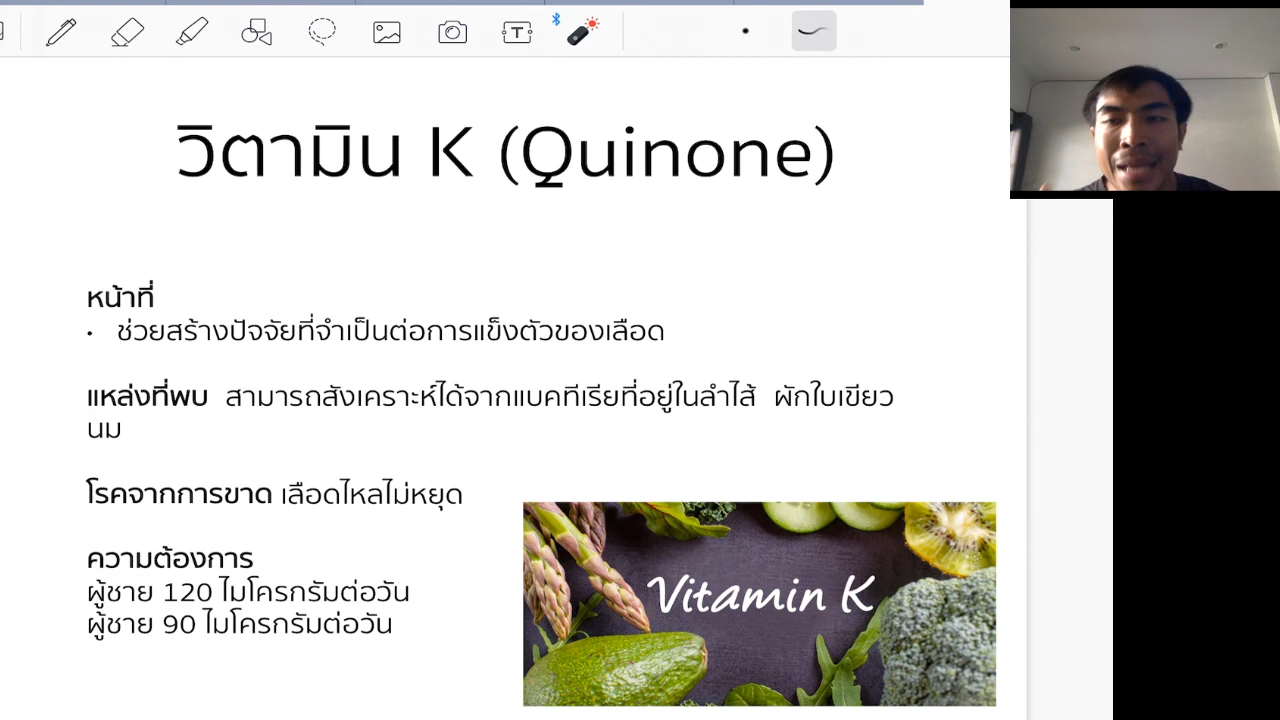 วิตามิน K (Quinone)
หน้าที่
• ช่วยสร้างปัจจัยที่จำเป็นต่อการแข็งตัวของเลือด
แหล่งที่พบ สามารถสังเคราะห์ได้จากแบคทีเรียที่อยู่ในลำไส้ ผักใบเขียว
นม
โรคจากการขาด เลือดไหลไม่หยุด
ความต้องการ
ผู้ชาย 120 ไมโครกรัมต่อวัน
ผู้ชาย 90 ไมโครกรัมต่อวัน
Vitamin K